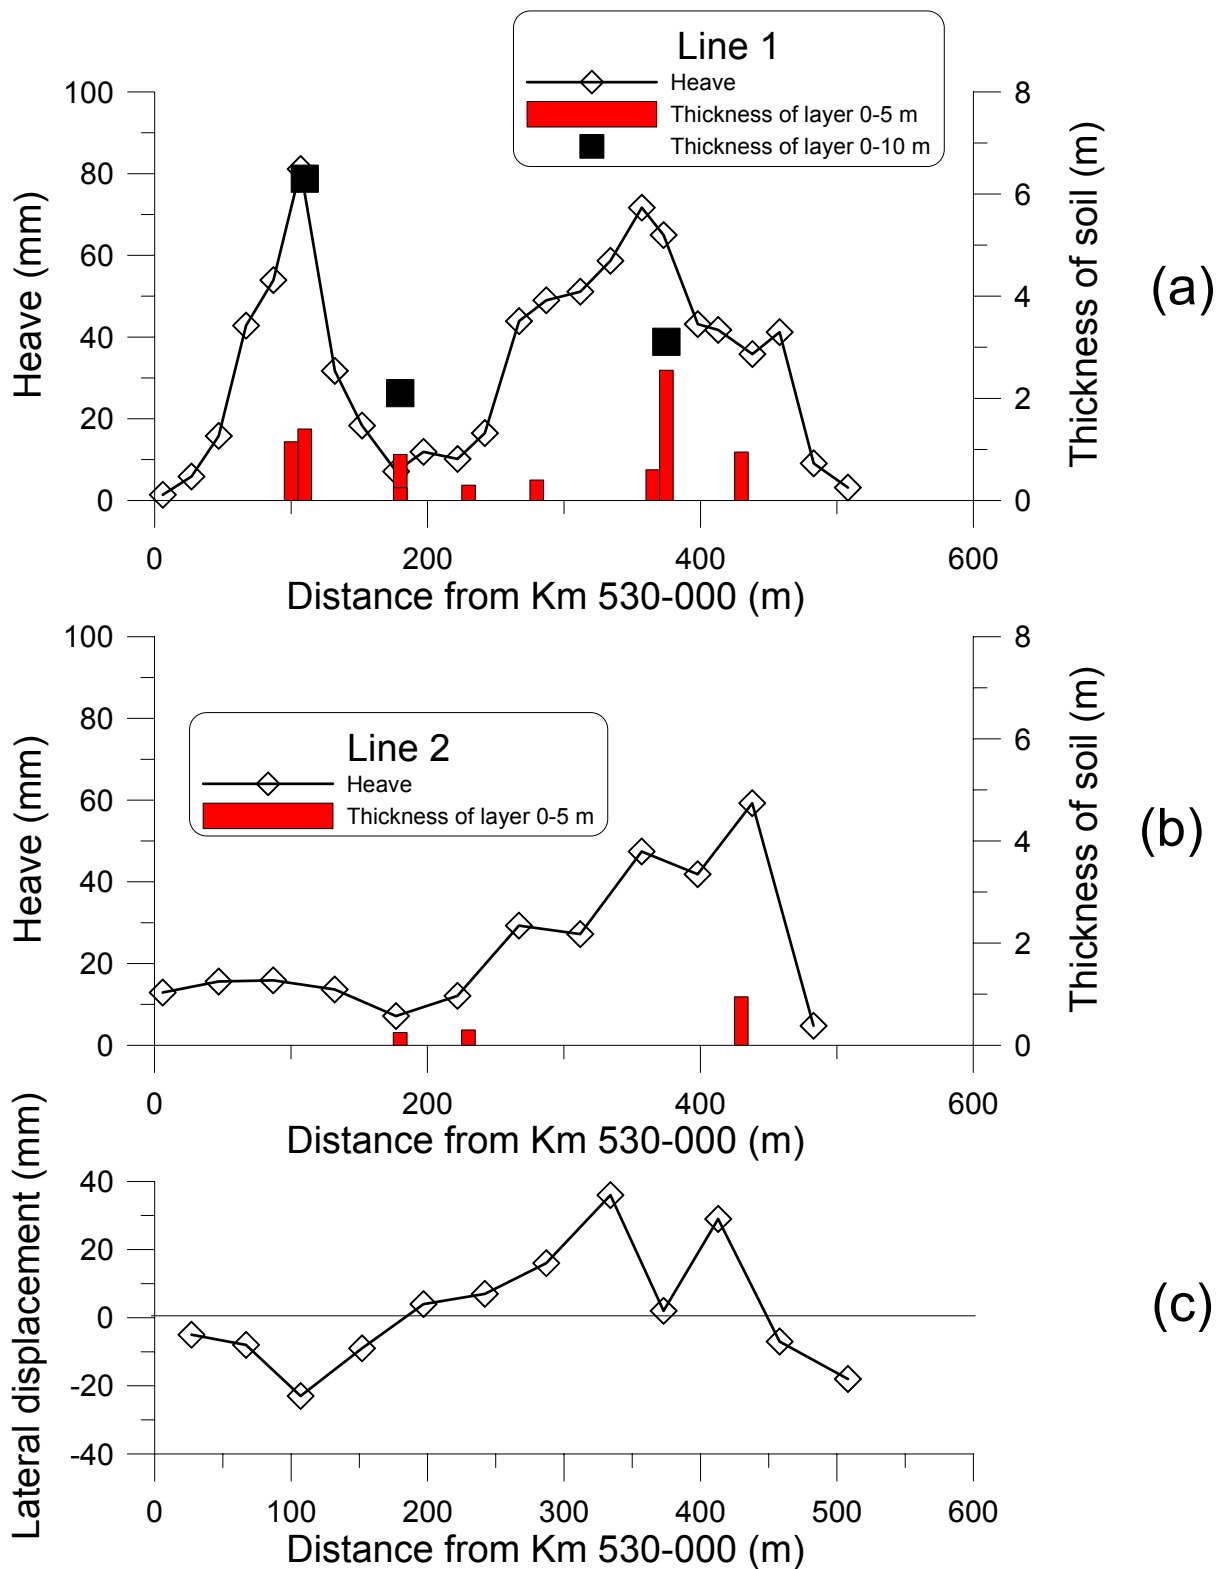 Line 1
Heave
Thickness of layer 0-5 m
Thickness of layer 0-10 m
100
80
60
40
20
0
Heave (mm)
8
6
4
2
0
Thickness of soil (m)
(a)
0 200 400 600
Distance from Km 530-000 (m)
100
80
60
40
20
0
Heave (mm)
Line 2
Heave
Thickness of layer 0-5 m
8
6
4
2
0
Thickness of soil (m)
(b)
0 200 400 600
Distance from Km 530-000 (m)
40
20
0
-20
-40
Lateral displacement (mm)
(c)
0 100 200 300 400 500 600
Distance from Km 530-000 (m)